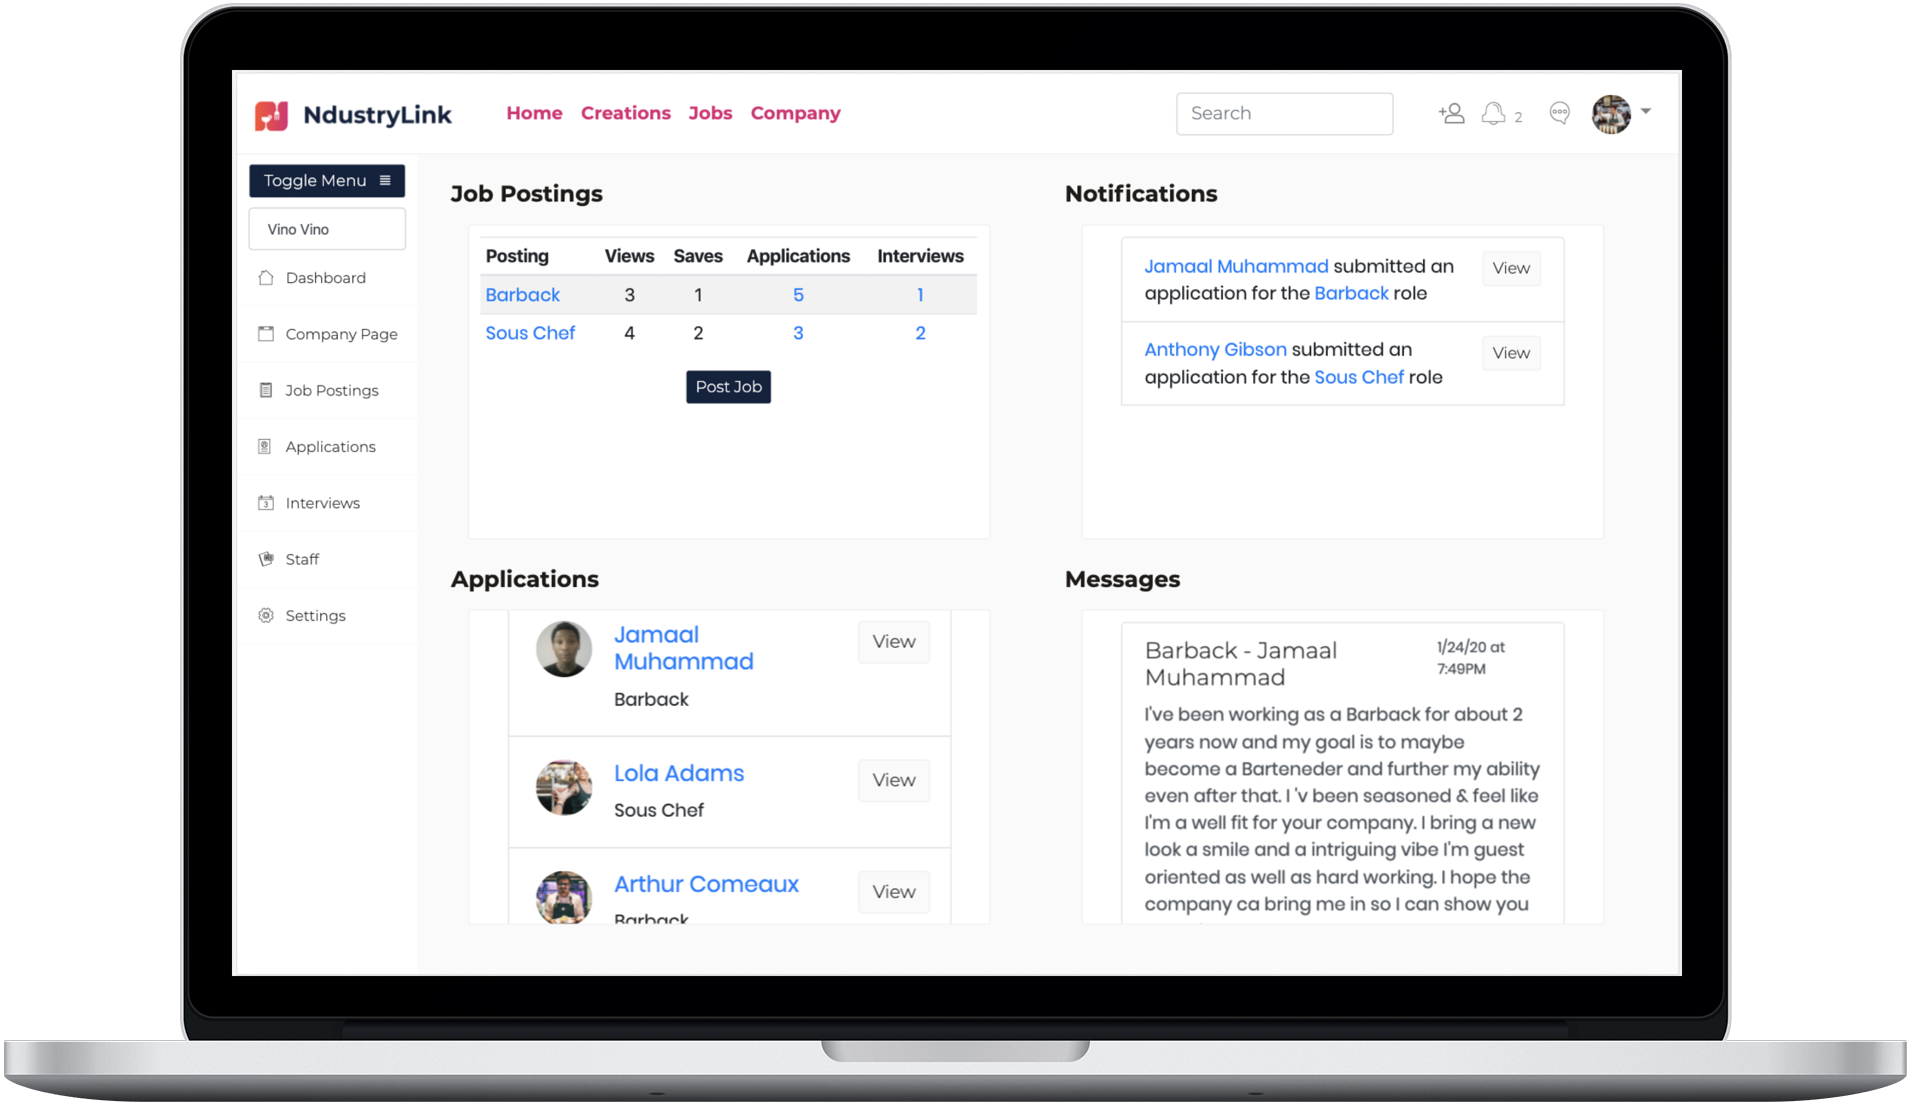 NdustryLink Home Creations Jobs Company Search 2
Toggle Menu
Vino Vino
Dashboard
Company Page
Job Postings
Applications
Interviews
3
Staff
Settings
Job Postings
Posting Views Saves Applications Interviews
Barback 3 1 5 1
Sous Chef 4 2 3 2
Post Job
Notifications
Jamaal Muhammad submitted an
application for the Barback role
View
Anthony Gibson submitted an
application for the Sous Chef role
View
Applications
Jamaal
Muhammad
Barback
View
Lola Adams
Sous Chef
View
Arthur Comeaux
Barback
View
Messages
Barback - Jamaal
Muhammad
1/24/20 at
7:49PM
I've been working as a Barback for about 2
years now and my goal is to maybe
become a Barteneder and further my ability
even after that. I 'v been seasoned & feel like
I'm a well fit for your company. I bring a new
look a smile and a intriguing vibe I'm guest
oriented as well as hard working. I hope the
company ca bring me in so I can show you